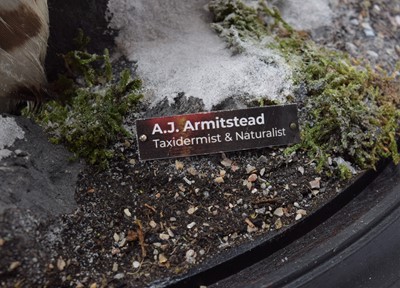 A.J. Armitstead
Taxidermist & Naturalist